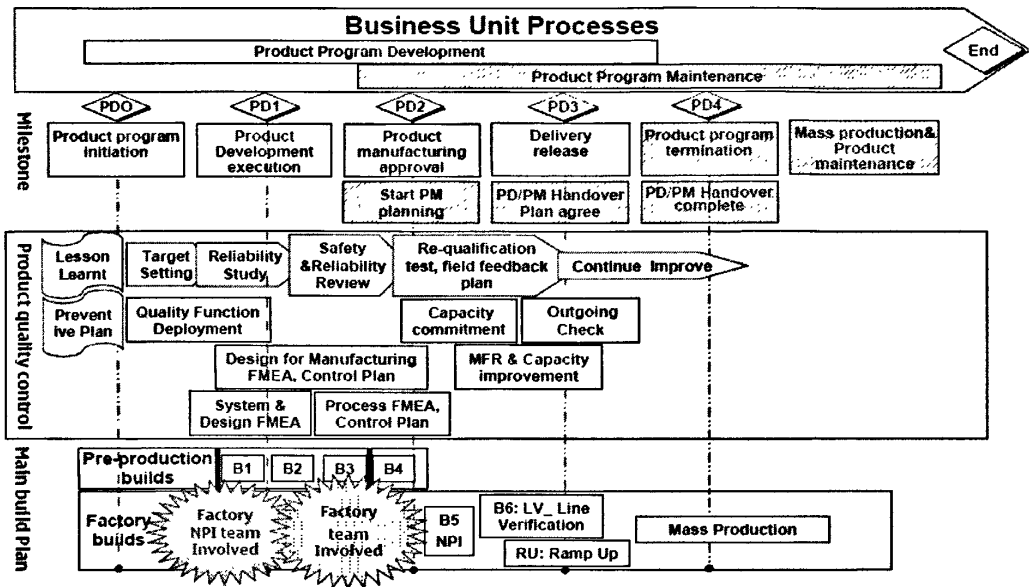 Business Unit Processes
Product Program Development
Product Program Maintenance
End
Milestone
PD0
PD1
PD2
PD3
PD4
Product program
initiation
Product
Development
execution
Product
manufacturing
approval
Delivery
release
Product program
termination
Mass production&
Product
maintenance
Start PM
planning
PD/PM Handover
Plan agree
PD/PM Handover
complete
Product quality control
Lesson
Learnt
Target
Setting
Reliability
Study
Safety
&Reliability
Review
Re-qualification
test, field feedback
plan
Continue Improve
Prevent
ive Plan
Quality Function
Deployment
Capacity
commitment
Outgoing
Check
Design for Manufacturing
FMEA, Control Plan
MFR & Capacity
improvement
System &
Design FMEA
Process FMEA,
Control Plan
Main build Plan
Pre-production
builds
B1
B2
B3
B4
Factory
builds
Factory
NPI team
Involved
Factory
team
Involved
B5
NPI
B6: LV_ Line
Verification
RU: Ramp Up
Mass Production